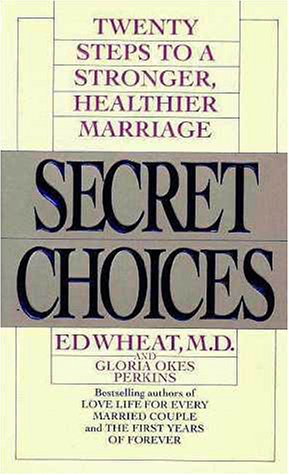 TWENTY
STEPS TO A
STRONGER,
HEALTHIER
MARRIAGE
SECRET
CHOICES
ED WHEAT, M.D.
AND
GLORIA OKES
PERKINS
Bestselling authors of
LOVE LIFE FOR EVERY
MARRIED COUPLE
and THE FIRST YEARS
OF FOREVER